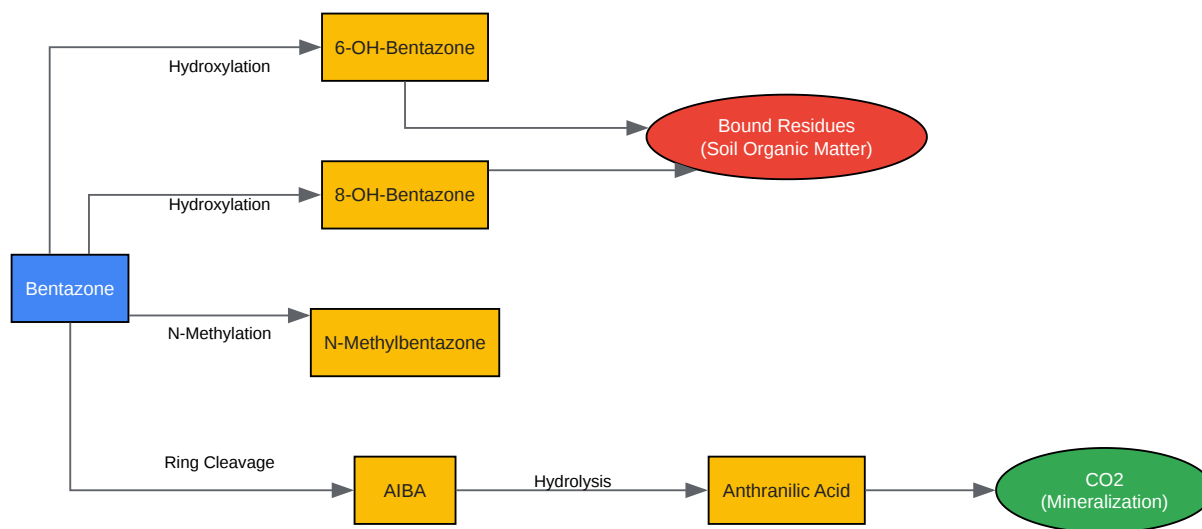 6-OH-Bentazone
Hydroxylation
Bound Residues
(Soil Organic Matter)
8-OH-Bentazone
Hydroxylation
Bentazone
N-Methylation
N-Methylbentazone
Ring Cleavage
AIBA
Hydrolysis
Anthranilic Acid
CO2
(Mineralization)